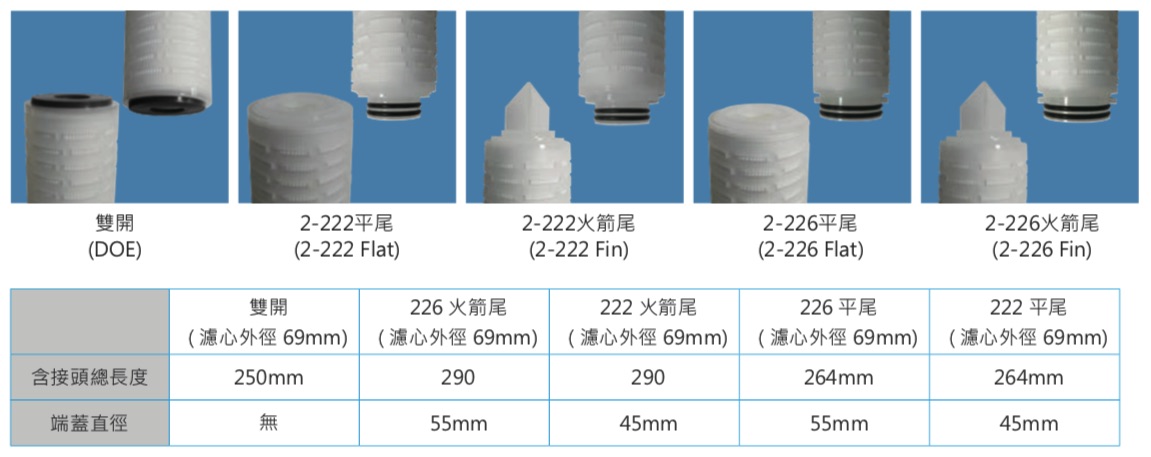 雙開
(DOE)
2-222平尾
(2-222 Flat)
2-222火箭尾
(2-222 Fin)
2-226平尾
(2-226 Flat)
2-226火箭尾
(2-226 Fin)
雙開 226 火箭尾 222 火箭尾 226 平尾 222 平尾
( 濾心外徑 69mm) ( 濾心外徑 69mm) ( 濾心外徑 69mm) ( 濾心外徑 69mm) ( 濾心外徑 69mm)
含接頭總長度 250mm 290 290 264mm 264mm
端蓋直徑 無 55mm 45mm 55mm 45mm